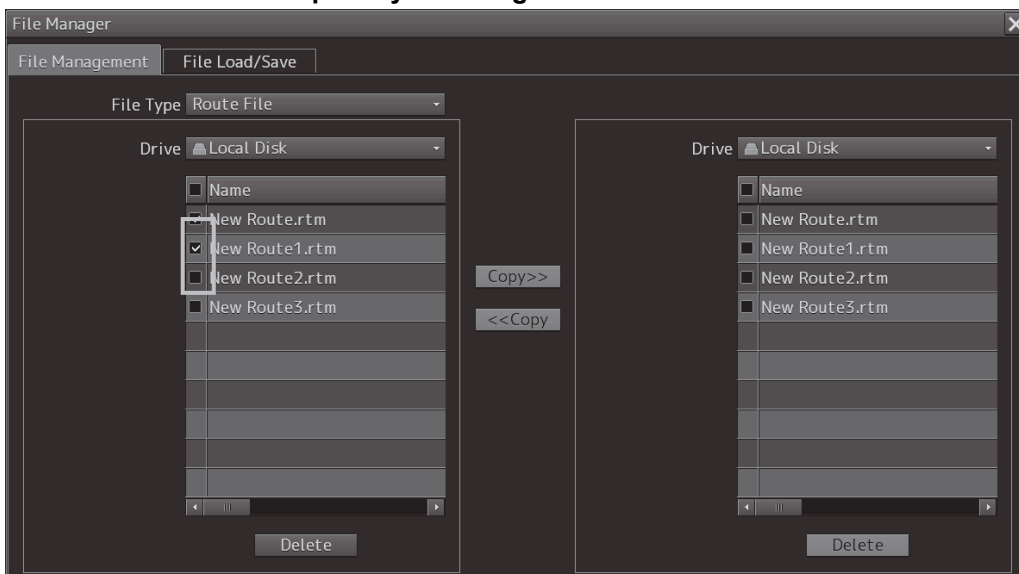 File Manager
File Management File Load/Save
File Type Route File
Drive Local Disk
Name
New Route.rtm
New Route1.rtm
New Route2.rtm
New Route3.rtm
Delete
Copy>>
<<Copy
Drive Local Disk
Name
New Route.rtm
New Route1.rtm
New Route2.rtm
New Route3.rtm
Delete